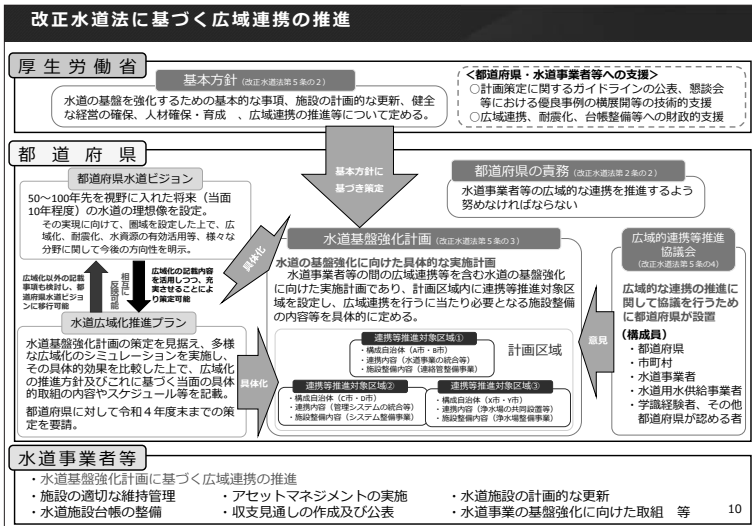 改正水道法に基づく広域連携の推進
厚生労働省
基本方針（改正水道法第５条の２）
水道の基盤を強化するための基本的な事項、施設の計画的な更新、健全
な経営の確保、人材確保・育成 、広域連携の推進等について定める。
＜都道府県・水道事業者等への支援＞
○計画策定に関するガイドラインの公表、懇談会
等における優良事例の横展開等の技術的支援
○広域連携、耐震化、台帳整備等への財政的支援
都道府県
都道府県水道ビジョン
50～100年先を視野に入れた将来（当面
10年程度）の水道の理想像を設定。
その実現に向けて、圏域を設定した上で、広
域化、耐震化、水資源の有効活用等、様々な
分野に関して今後の方向性を明示。
基本方針に
基づき策定
都道府県の責務（改正水道法第２条の２）
水道事業者等の広域的な連携を推進するよう
努めなければならない
広域化以外の記載
事項も検討し、都
道府県水道ビジョ
ンに移行可能
相互に
反映可能
広域化の記載内容
を活用しつつ、充
実させることによ
り策定可能
具体化
水道広域化推進プラン
水道基盤強化計画の策定を見据え、多様
な広域化のシミュレーションを実施し、
その具体的効果を比較した上で、広域化
の推進方針及びこれに基づく当面の具体
的取組の内容やスケジュール等を記載。
都道府県に対して令和４年度末までの策
定を要請。
具体化
水道基盤強化計画（改正水道法第５条の３）
水道の基盤強化に向けた具体的な実施計画
水道事業者等の間の広域連携等を含む水道の基盤強化
に向けた実施計画であり、計画区域内に連携等推進対象区
域を設定し、広域連携を行うに当たり必要となる施設整備
の内容等を具体的に定める。
計画区域
連携等推進対象区域①
・構成自治体（A市・B市）
・連携内容（水道事業の統合等）
・施設整備内容（連絡管整備事業）
連携等推進対象区域②
・構成自治体（C市・D市）
・連携内容（管理システムの統合等）
・施設整備内容（システム整備事業）
連携等推進対象区域③
・構成自治体（X市・Y市）
・連携内容（浄水場の共同設置等）
・施設整備内容（浄水場整備事業）
意見
広域的連携等推進
協議会
（改正水道法第５条の4）
広域的な連携の推進に
関して協議を行うため
に都道府県が設置
（構成員）
・都道府県
・市町村
・水道事業者
・水道用水供給事業者
・学識経験者、その他
都道府県が認める者
水道事業者等
・水道基盤強化計画に基づく広域連携の推進
・施設の適切な維持管理 ・アセットマネジメントの実施 ・水道施設の計画的な更新
・水道施設台帳の整備 ・収支見通しの作成及び公表 ・水道事業の基盤強化に向けた取組 等
10